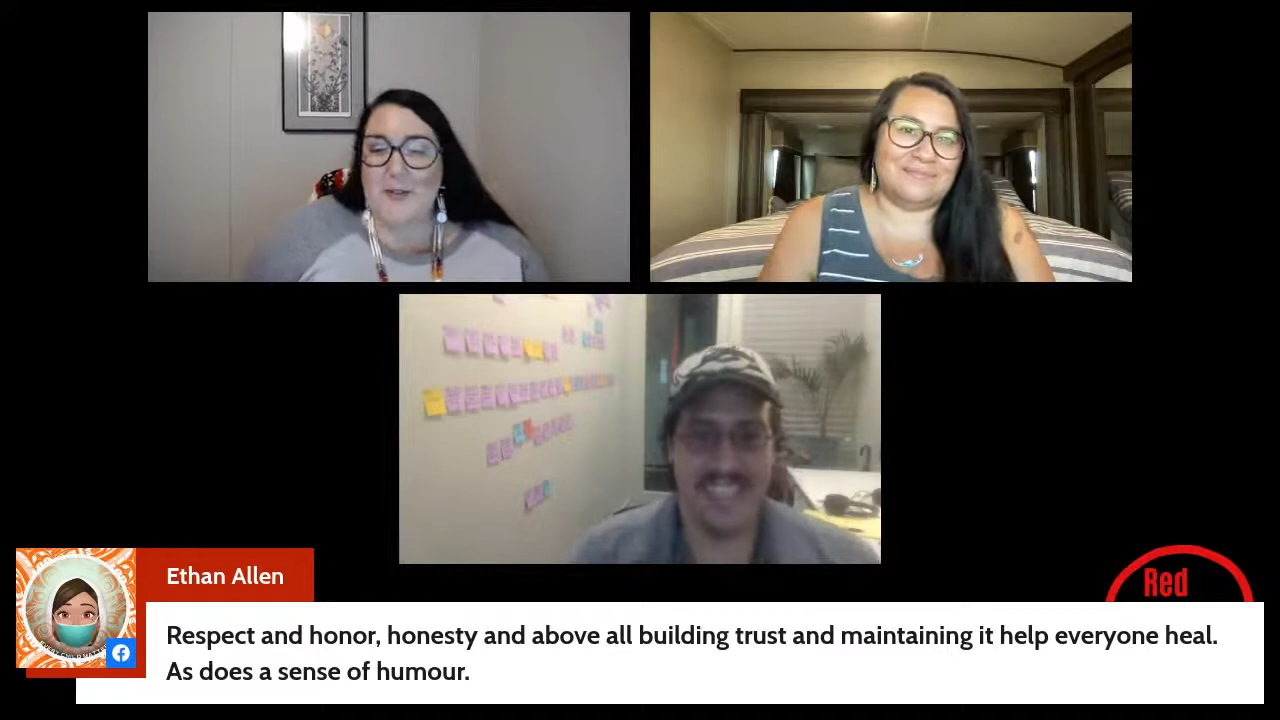 Ethan Allen
Red
Respect and honor, honesty and above all building trust and maintaining it help everyone heal.
As does a sense of humour.